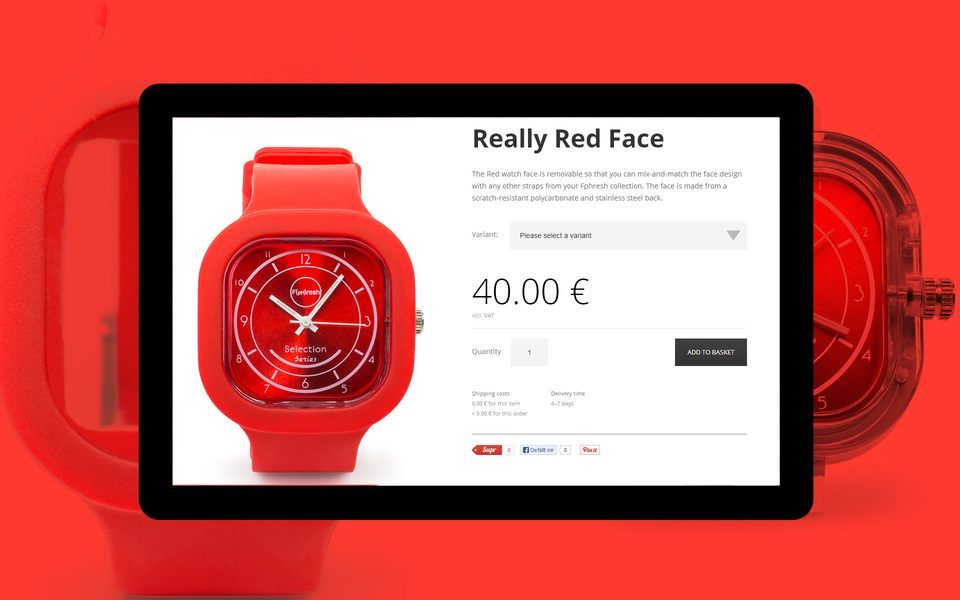 Really Red Face
The Red watch face is removable so that you can mix-and-match the face design
with any other straps from your Fphresh collection. The face is made from a
scratch-resistant polycarbonate and stainless steel back.
Variant:
Please select a variant
40.00 €
incl. VAT
Quantity
1
ADD TO BASKET
Shipping costs
0.00 € for this item
+ 5.00 € for this order
Delivery time
4–7 days
Supr
0
Gefällt mir
0
Pin it
12
1
2
3
4
5
6
7
8
9
10
Fphresh
Selection
Series
1
2
3
4
5